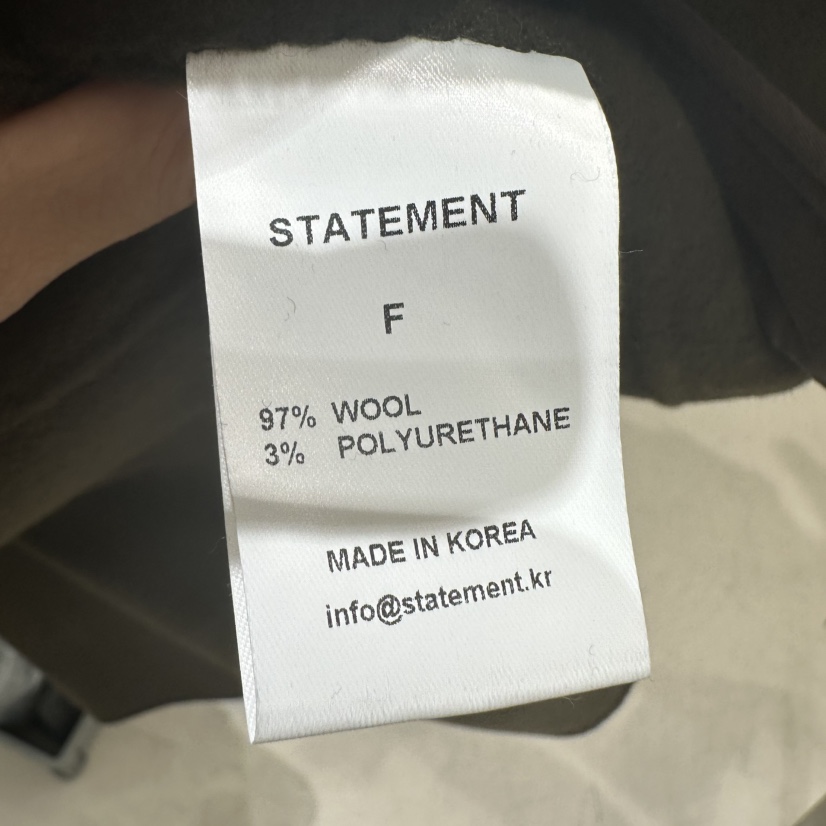 STATEMENT
F
97% WOOL
3% POLYURETHANE
MADE IN KOREA
info@statement.kr